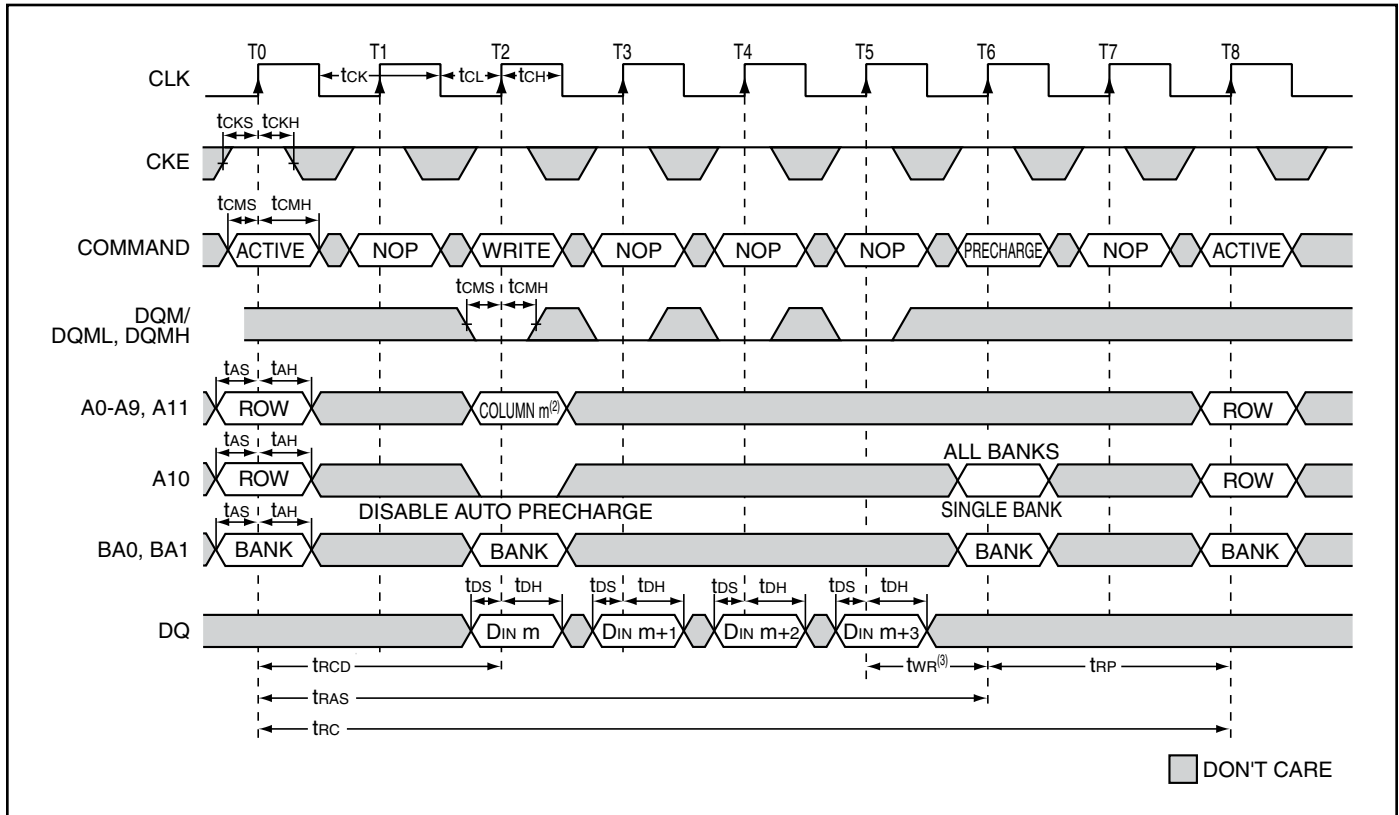 T0 T1 T2 T3 T4 T5 T6 T7 T8
CLK tCK tCL tCH
tCKS tCKH
CKE
tCMS tCMH
COMMAND ACTIVE NOP WRITE NOP NOP NOP PRECHARGE NOP ACTIVE
tCMS tCMH
DQM/
DQML, DQMH
tAS tAH
A0-A9, A11 ROW COLUMN m(2) ROW
tAS tAH ALL BANKS
A10 ROW ROW
tAS tAH DISABLE AUTO PRECHARGE SINGLE BANK
BA0, BA1 BANK BANK BANK BANK
tDS tDH tDS tDH tDS tDH tDS tDH
DQ DIN m DIN m+1 DIN m+2 DIN m+3
tRCD tWR(3) tRP
tRAS
tRC
DON'T CARE